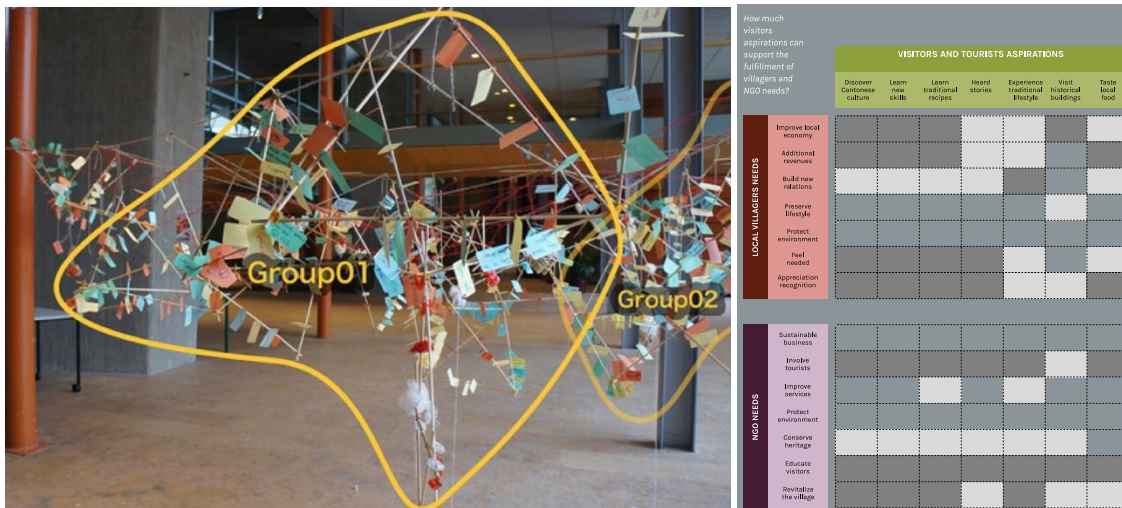 Group01
Group02
How much
visitors
aspirations can
support the
fulfillment of
villagers and
NGO needs?
VISITORS AND TOURISTS ASPIRATIONS
Discover
Cantonese
culture
Learn
new
skills
Learn
traditional
recipes
Heard
stories
Experience
traditional
lifestyle
Visit
historical
buildings
Taste
local
food
LOCAL VILLAGERS NEEDS
Improve local
economy
Additional
revenues
Build new
relations
Preserve
lifestyle
Protect
environment
Feel
needed
Appreciation
recognition
NGO NEEDS
Sustainable
business
Involve
tourists
Improve
services
Protect
environment
Conserve
heritage
Educate
visitors
Revitalize
the village